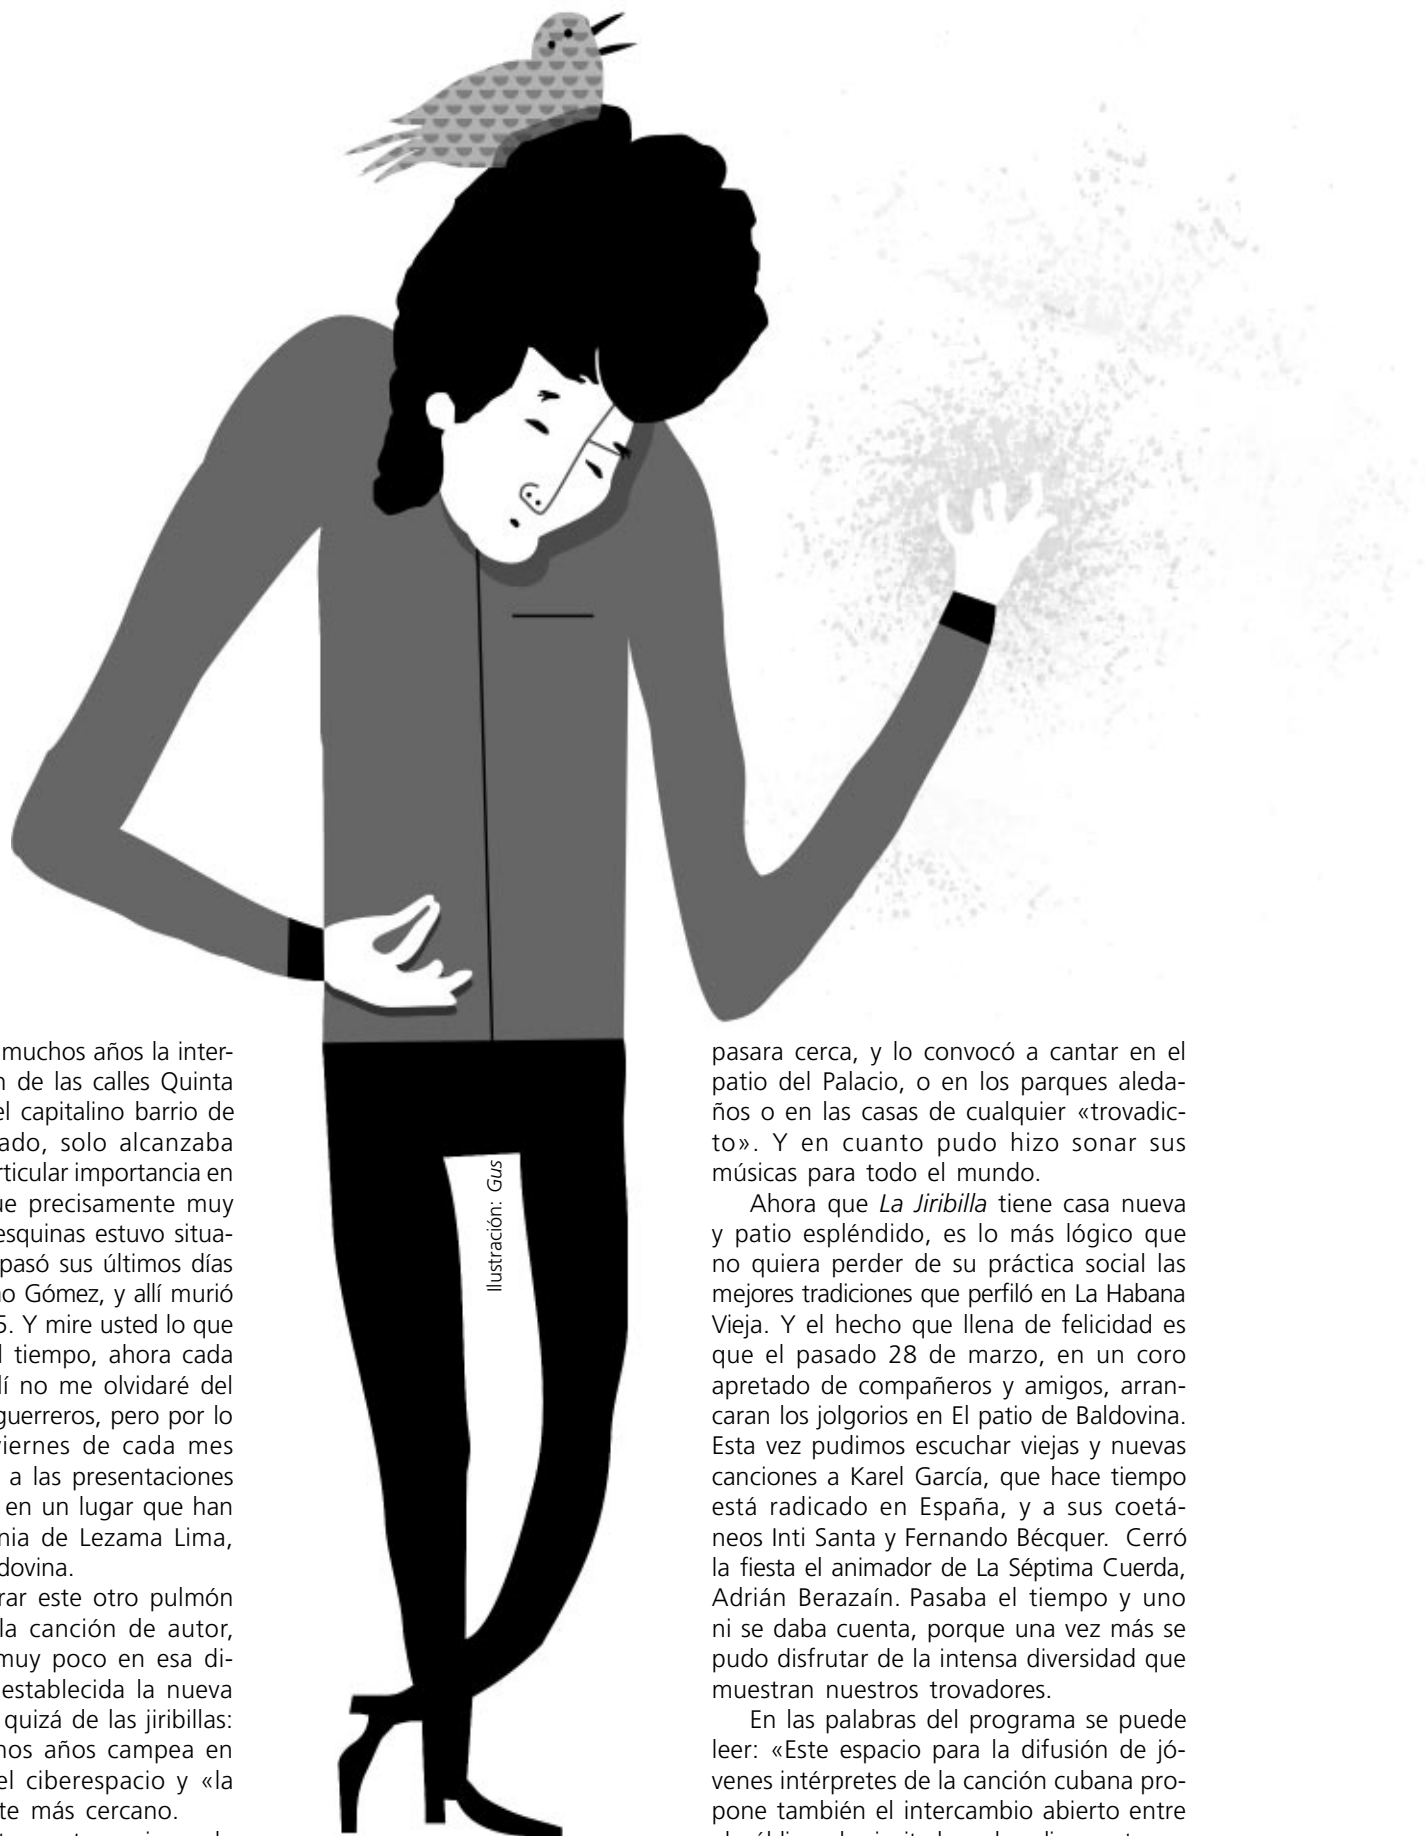 muchos años la inter-
n de las calles Quinta
el capitalino barrio de
ado, solo alcanzaba
rticular importancia en
ue precisamente muy
esquinas estuvo situa-
pasó sus últimos días
no Gómez, y allí murió
5. Y mire usted lo que
l tiempo, ahora cada
lí no me olvidaré del
guerreros, pero por lo
viernes de cada mes
a las presentaciones
en un lugar que han
nia de Lezama Lima,
dovina.
rar este otro pulmón
la canción de autor,
muy poco en esa di-
establecida la nueva
quizá de las jiribillas:
nos años campea en
el ciberespacio y «la
te más cercano.
Ilustración: Gus
pasara cerca, y lo convocó a cantar en el
patio del Palacio, o en los parques aleda-
ños o en las casas de cualquier «trovadic-
to». Y en cuanto pudo hizo sonar sus
músicas para todo el mundo.
Ahora que La Jiribilla tiene casa nueva
y patio espléndido, es lo más lógico que
no quiera perder de su práctica social las
mejores tradiciones que perfiló en La Habana
Vieja. Y el hecho que llena de felicidad es
que el pasado 28 de marzo, en un coro
apretado de compañeros y amigos, arran-
caran los jolgorios en El patio de Baldovina.
Esta vez pudimos escuchar viejas y nuevas
canciones a Karel García, que hace tiempo
está radicado en España, y a sus coetá-
neos Inti Santa y Fernando Bécquer. Cerró
la fiesta el animador de La Séptima Cuerda,
Adrián Berazaín. Pasaba el tiempo y uno
ni se daba cuenta, porque una vez más se
pudo disfrutar de la intensa diversidad que
muestran nuestros trovadores.
En las palabras del programa se puede
leer: «Este espacio para la difusión de jó-
venes intérpretes de la canción cubana pro-
pone también el intercambio abierto entre